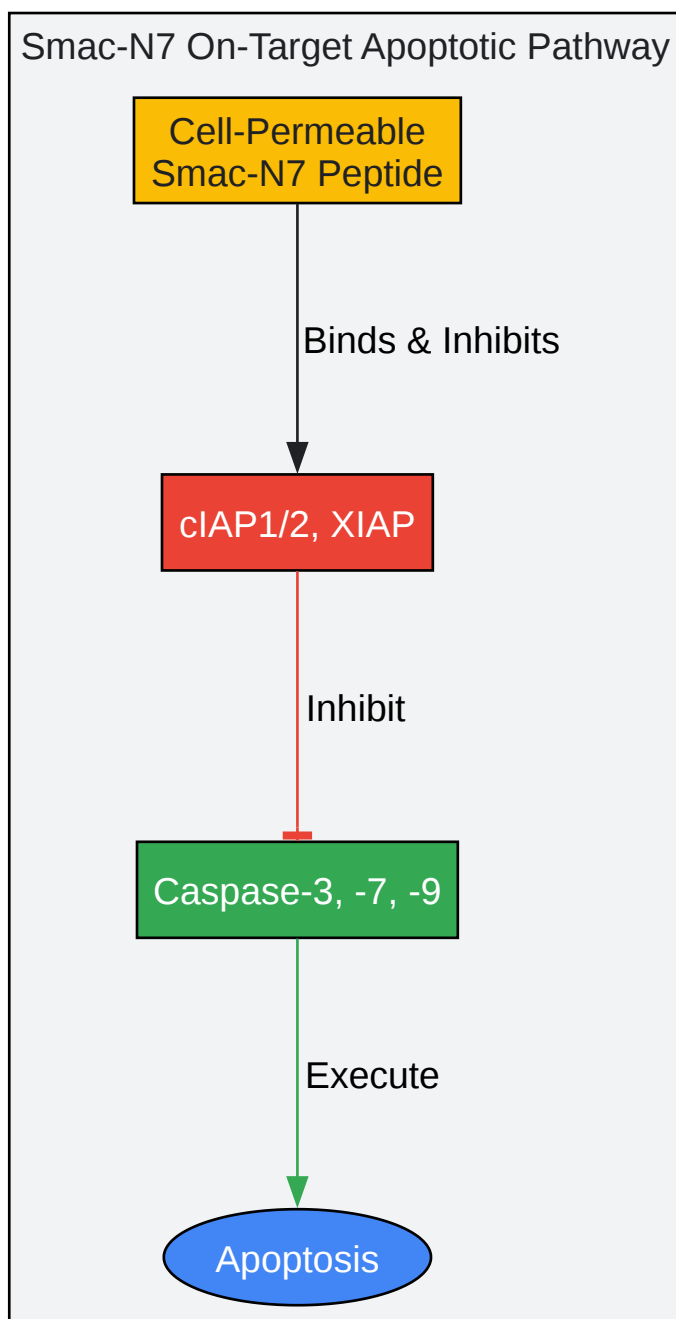 Smac-N7 On-Target Apoptotic Pathway
Cell-Permeable
Smac-N7 Peptide
Binds & Inhibits
cIAP1/2, XIAP
Inhibit
Caspase-3, -7, -9
Execute
Apoptosis